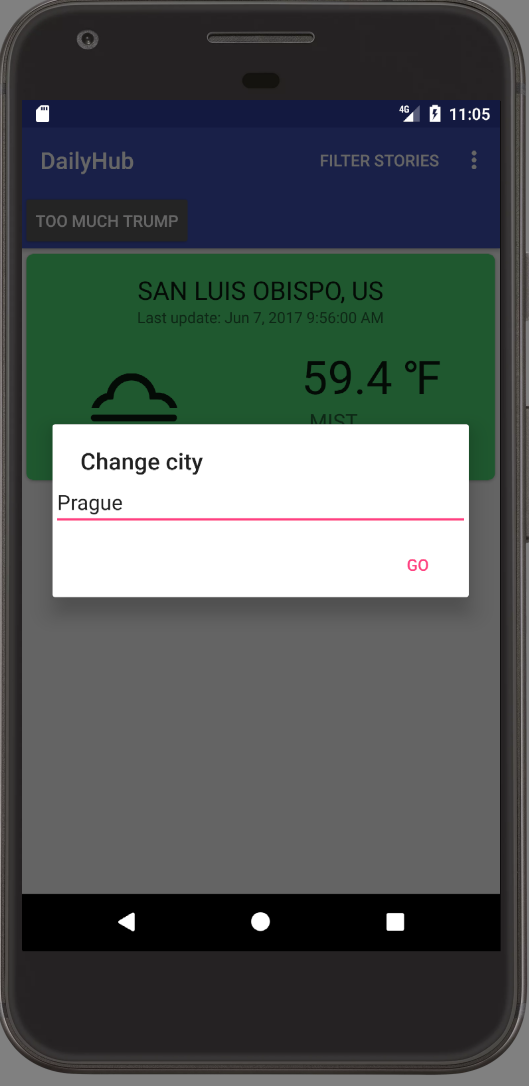 4G 11:05
DailyHub FILTER STORIES
TOO MUCH TRUMP
SAN LUIS OBISPO, US
Last update: Jun 7, 2017 9:56:00 AM
59.4 °F
MIST
Change city
Prague
GO